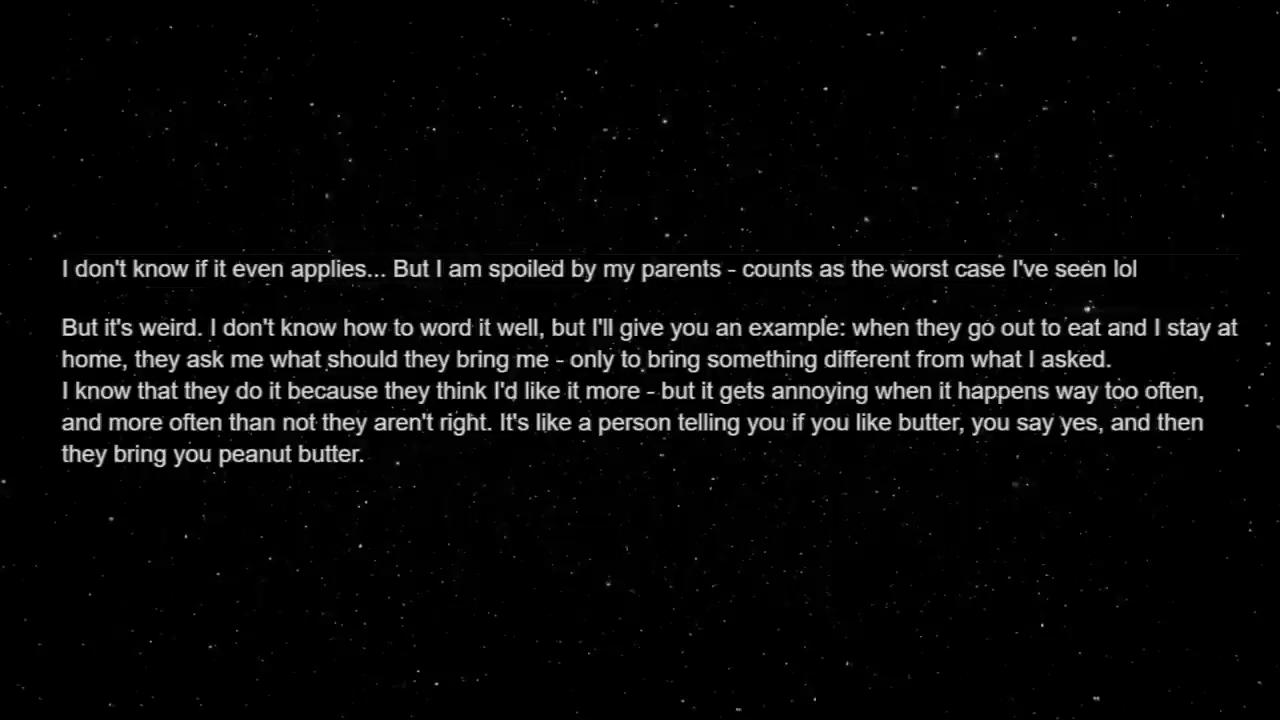 I don't know if it even applies... But I am spoiled by my parents - counts as the worst case I've seen lol
But it's weird. I don't know how to word it well, but I'll give you an example: when they go out to eat and I stay at
home, they ask me what should they bring me - only to bring something different from what I asked.
I know that they do it because they think I'd like it more - but it gets annoying when it happens way too often,
and more often than not they aren't right. It's like a person telling you if you like butter, you say yes, and then
they bring you peanut butter.